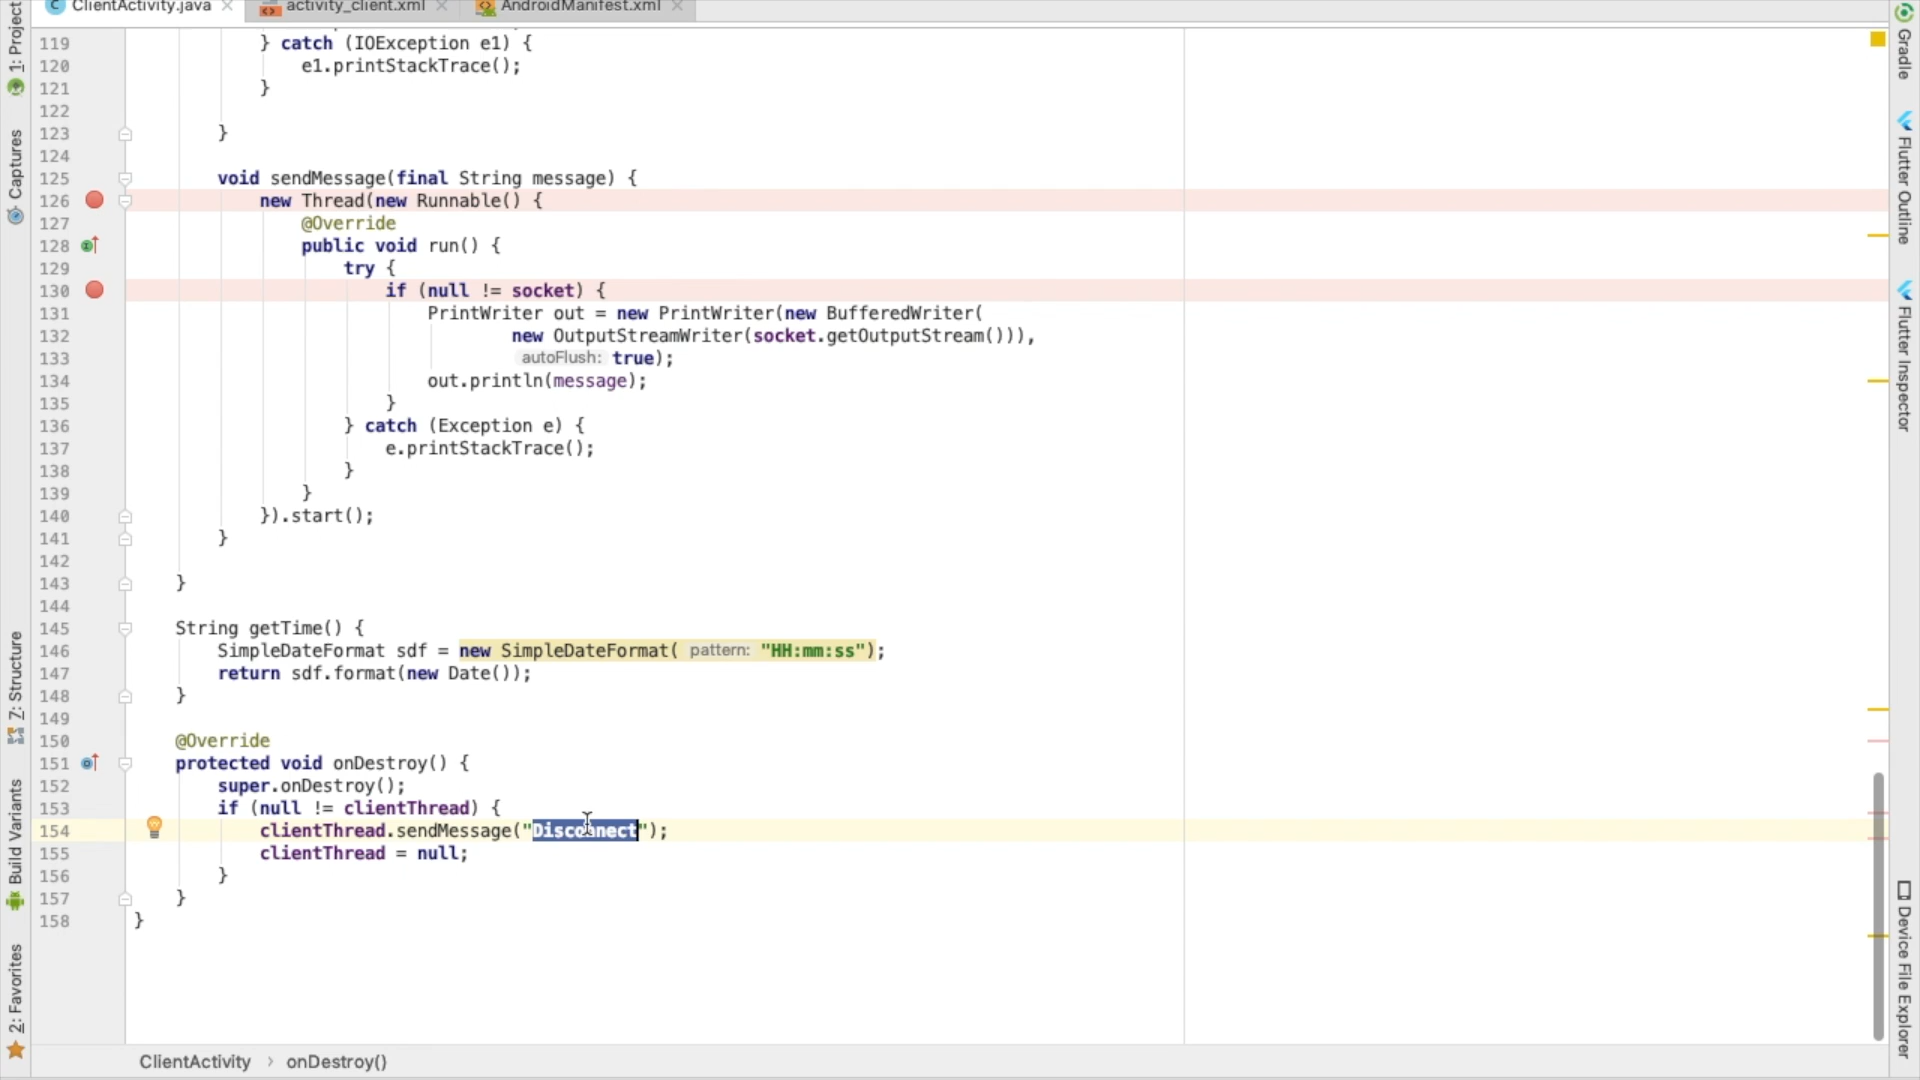 ClientActivity.java
activity_client.xml
AndroidManifest.xml
1: Project
Captures
Z: Structure
Build Variants
2: Favorites
119 } catch (IOException e1) {
120 e1.printStackTrace();
121 }
122
123 }
124
125 void sendMessage(final String message) {
126 new Thread(new Runnable() {
127 @Override
128 public void run() {
129 try {
130 if (null != socket) {
131 PrintWriter out = new PrintWriter(new BufferedWriter(
132 new OutputStreamWriter(socket.getOutputStream())),
133 autoFlush: true);
134 out.println(message);
135 }
136 } catch (Exception e) {
137 e.printStackTrace();
138 }
139 }
140 }).start();
141 }
142
143 }
144
145 String getTime() {
146 SimpleDateFormat sdf = new SimpleDateFormat( pattern: "HH:mm:ss");
147 return sdf.format(new Date());
148 }
149
150 @Override
151 protected void onDestroy() {
152 super.onDestroy();
153 if (null != clientThread) {
154 clientThread.sendMessage("Disconnect");
155 clientThread = null;
156 }
157 }
158 }
ClientActivity › onDestroy()
Gradle
Flutter Outline
Flutter Inspector
Device File Explorer